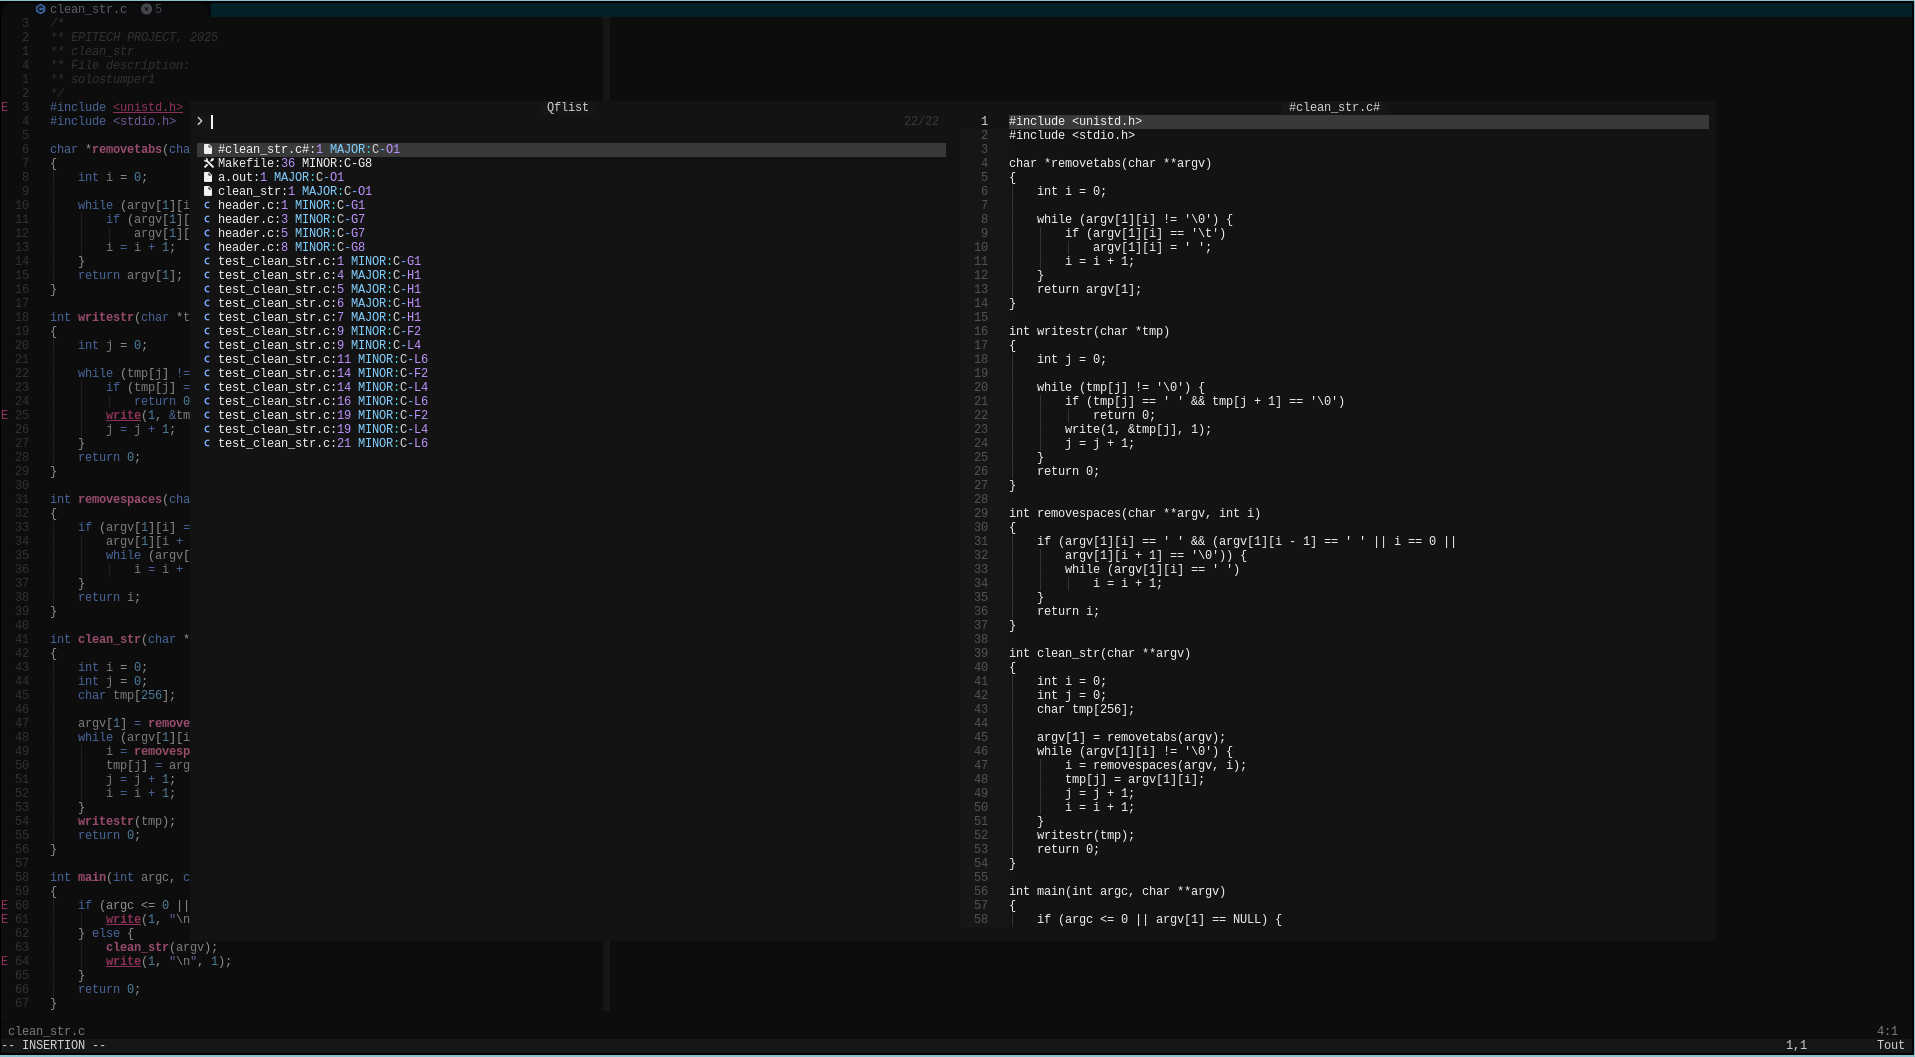 clean_str.c 5
3 /*
2 ** EPITECH PROJECT, 2025
1 ** clean_str
4 ** File description:
1 ** solostumper1
2 */
E 3 #include <unistd.h>
4 #include <stdio.h>
5
6 char *removetabs(cha
7 {
8 int i = 0;
9
10 while (argv[1][i
11 if (argv[1][
12 argv[1][
13 i = i + 1;
14 }
15 return argv[1];
16 }
17
18 int writestr(char *t
19 {
20 int j = 0;
21
22 while (tmp[j] !=
23 if (tmp[j] =
24 return 0
E 25 write(1, &tm
26 j = j + 1;
27 }
28 return 0;
29 }
30
31 int removespaces(cha
32 {
33 if (argv[1][i] =
34 argv[1][i +
35 while (argv[
36 i = i +
37 }
38 return i;
39 }
40
41 int clean_str(char *
42 {
43 int i = 0;
44 int j = 0;
45 char tmp[256];
46
47 argv[1] = remove
48 while (argv[1][i
49 i = removesp
50 tmp[j] = arg
51 j = j + 1;
52 i = i + 1;
53 }
54 writestr(tmp);
55 return 0;
56 }
57
58 int main(int argc, c
59 {
E 60 if (argc <= 0 ||
E 61 write(1, "\n
62 } else {
63 clean_str(argv);
E 64 write(1, "\n", 1);
65 }
66 return 0;
67 }
Qflist
> 22/22
#clean_str.c#:1 MAJOR:C-O1
Makefile:36 MINOR:C-G8
a.out:1 MAJOR:C-O1
clean_str:1 MAJOR:C-O1
header.c:1 MINOR:C-G1
header.c:3 MINOR:C-G7
header.c:5 MINOR:C-G7
header.c:8 MINOR:C-G8
test_clean_str.c:1 MINOR:C-G1
test_clean_str.c:4 MAJOR:C-H1
test_clean_str.c:5 MAJOR:C-H1
test_clean_str.c:6 MAJOR:C-H1
test_clean_str.c:7 MAJOR:C-H1
test_clean_str.c:9 MINOR:C-F2
test_clean_str.c:9 MINOR:C-L4
test_clean_str.c:11 MINOR:C-L6
test_clean_str.c:14 MINOR:C-F2
test_clean_str.c:14 MINOR:C-L4
test_clean_str.c:16 MINOR:C-L6
test_clean_str.c:19 MINOR:C-F2
test_clean_str.c:19 MINOR:C-L4
test_clean_str.c:21 MINOR:C-L6
#clean_str.c#
1 #include <unistd.h>
2 #include <stdio.h>
3
4 char *removetabs(char **argv)
5 {
6 int i = 0;
7
8 while (argv[1][i] != '\0') {
9 if (argv[1][i] == '\t')
10 argv[1][i] = ' ';
11 i = i + 1;
12 }
13 return argv[1];
14 }
15
16 int writestr(char *tmp)
17 {
18 int j = 0;
19
20 while (tmp[j] != '\0') {
21 if (tmp[j] == ' ' && tmp[j + 1] == '\0')
22 return 0;
23 write(1, &tmp[j], 1);
24 j = j + 1;
25 }
26 return 0;
27 }
28
29 int removespaces(char **argv, int i)
30 {
31 if (argv[1][i] == ' ' && (argv[1][i - 1] == ' ' || i == 0 ||
32 argv[1][i + 1] == '\0')) {
33 while (argv[1][i] == ' ')
34 i = i + 1;
35 }
36 return i;
37 }
38
39 int clean_str(char **argv)
40 {
41 int i = 0;
42 int j = 0;
43 char tmp[256];
44
45 argv[1] = removetabs(argv);
46 while (argv[1][i] != '\0') {
47 i = removespaces(argv, i);
48 tmp[j] = argv[1][i];
49 j = j + 1;
50 i = i + 1;
51 }
52 writestr(tmp);
53 return 0;
54 }
55
56 int main(int argc, char **argv)
57 {
58 if (argc <= 0 || argv[1] == NULL) {
clean_str.c 4:1
-- INSERTION -- 1,1 Tout